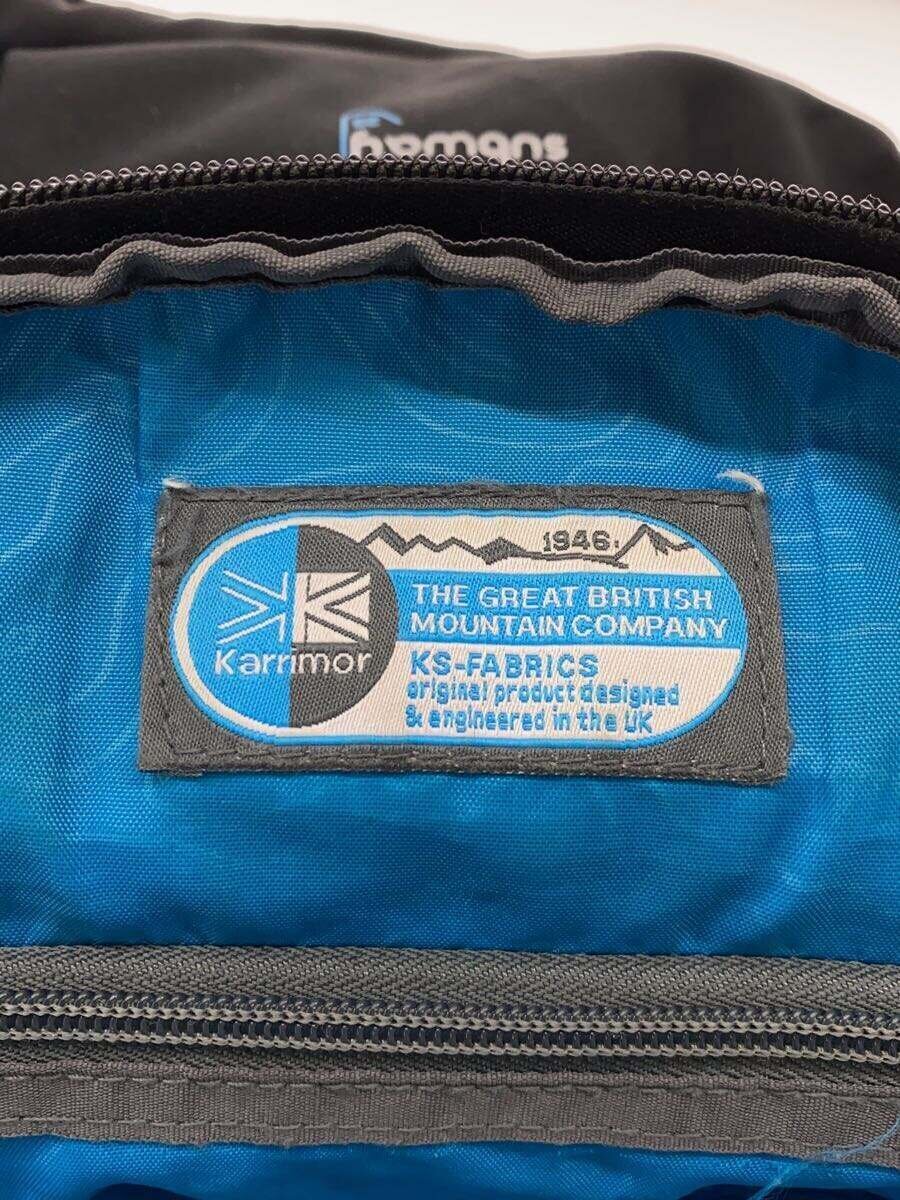 1946:
THE GREAT BRITISH
MOUNTAIN COMPANY
Karrimor
KS-FABRICS
original product designed
& engineered in the UK